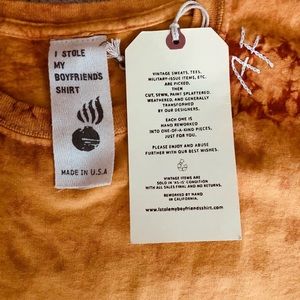 I STOLE
MY
BOYFRIEND'S
SHIRT
MADE IN U.S.A
VINTAGE SWEATS, TEES,
MILITARY-ISSUE ITEMS, ETC.
ARE PICKED,
THEN
CUT, SEWN, PAINT SPLATTERED,
WEATHERED, AND GENERALLY
TRANSFORMED
BY OUR DESIGNERS.
EACH ONE IS
HAND REWORKED
INTO ONE-OF-A-KIND PIECES,
JUST FOR YOU.
PLEASE ENJOY AND ABUSE
FURTHER WITH OUR BEST WISHES.
VINTAGE ITEMS ARE
SOLD IN "AS-IS" CONDITION
WITH ALL SALES FINAL AND NO RETURNS.
REWORKED BY HAND
IN CALIFORNIA.
www.istolemyboyfriendsshirt.com